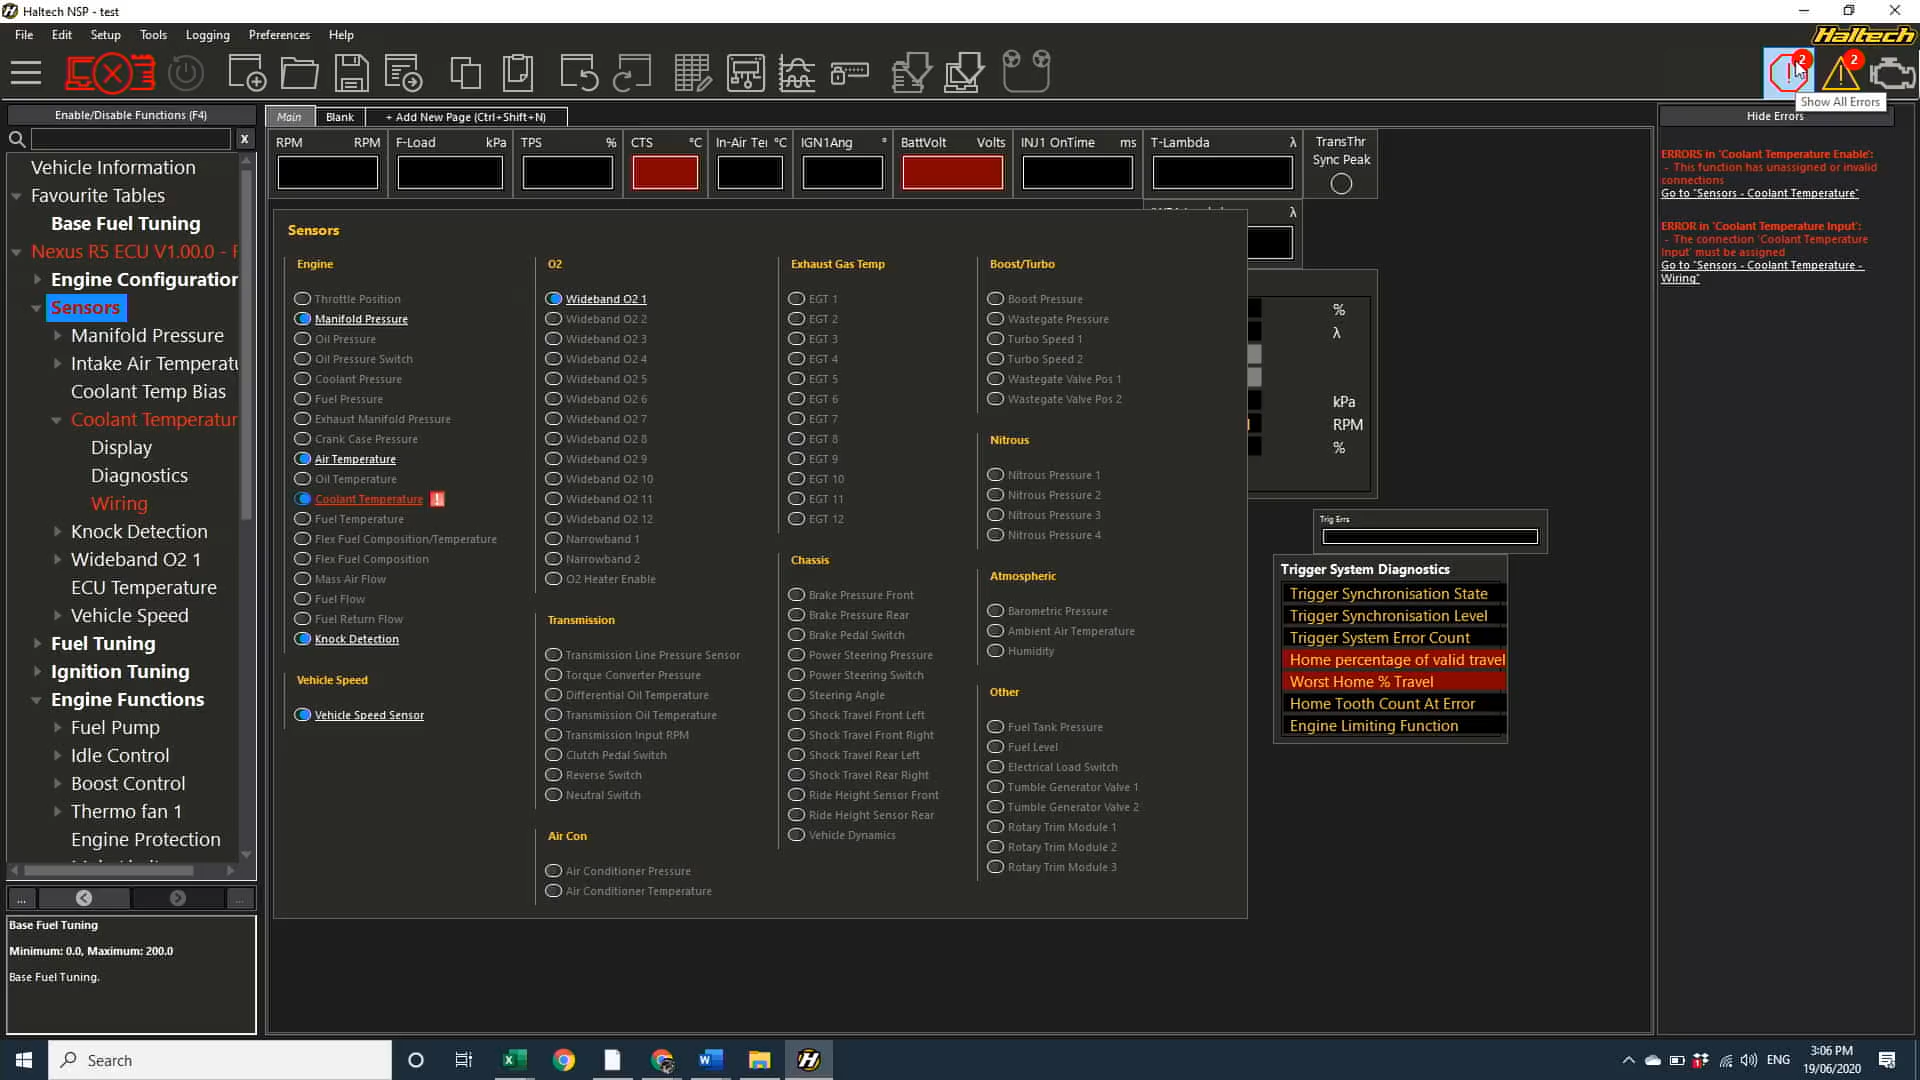 Haltech NSP - test
File Edit Setup Tools Logging Preferences Help
Haltech
2 2
Show All Errors
Enable/Disable Functions (F4)
X
Vehicle Information
Favourite Tables
Base Fuel Tuning
Nexus R5 ECU V1.00.0 -
Engine Configuration
Sensors
Manifold Pressure
Intake Air Temperatu
Coolant Temp Bias
Coolant Temperatur
Display
Diagnostics
Wiring
Knock Detection
Wideband O2 1
ECU Temperature
Vehicle Speed
Fuel Tuning
Ignition Tuning
Engine Functions
Fuel Pump
Idle Control
Boost Control
Thermo fan 1
Engine Protection
... ...
Base Fuel Tuning
Minimum: 0.0, Maximum: 200.0
Base Fuel Tuning.
Main Blank + Add New Page (Ctrl+Shift+N)
RPM RPM
F-Load kPa
TPS %
CTS °C
In-Air Te °C
IGN1Ang °
BattVolt Volts
INJ1 OnTime ms
T-Lambda λ
TransThr
Sync Peak
λ
Sensors
Engine
Throttle Position
Manifold Pressure
Oil Pressure
Oil Pressure Switch
Coolant Pressure
Fuel Pressure
Exhaust Manifold Pressure
Crank Case Pressure
Air Temperature
Oil Temperature
Coolant Temperature !
Fuel Temperature
Flex Fuel Composition/Temperature
Flex Fuel Composition
Mass Air Flow
Fuel Flow
Fuel Return Flow
Knock Detection
Vehicle Speed
Vehicle Speed Sensor
O2
Wideband O2 1
Wideband O2 2
Wideband O2 3
Wideband O2 4
Wideband O2 5
Wideband O2 6
Wideband O2 7
Wideband O2 8
Wideband O2 9
Wideband O2 10
Wideband O2 11
Wideband O2 12
Narrowband 1
Narrowband 2
O2 Heater Enable
Transmission
Transmission Line Pressure Sensor
Torque Converter Pressure
Differential Oil Temperature
Transmission Oil Temperature
Transmission Input RPM
Clutch Pedal Switch
Reverse Switch
Neutral Switch
Air Con
Air Conditioner Pressure
Air Conditioner Temperature
Exhaust Gas Temp
EGT 1
EGT 2
EGT 3
EGT 4
EGT 5
EGT 6
EGT 7
EGT 8
EGT 9
EGT 10
EGT 11
EGT 12
Chassis
Brake Pressure Front
Brake Pressure Rear
Brake Pedal Switch
Power Steering Pressure
Power Steering Switch
Steering Angle
Shock Travel Front Left
Shock Travel Front Right
Shock Travel Rear Left
Shock Travel Rear Right
Ride Height Sensor Front
Ride Height Sensor Rear
Vehicle Dynamics
Boost/Turbo
Boost Pressure
Wastegate Pressure
Turbo Speed 1
Turbo Speed 2
Wastegate Valve Pos 1
Wastegate Valve Pos 2
Nitrous
Nitrous Pressure 1
Nitrous Pressure 2
Nitrous Pressure 3
Nitrous Pressure 4
Atmospheric
Barometric Pressure
Ambient Air Temperature
Humidity
Other
Fuel Tank Pressure
Fuel Level
Electrical Load Switch
Tumble Generator Valve 1
Tumble Generator Valve 2
Rotary Trim Module 1
Rotary Trim Module 2
Rotary Trim Module 3
%
λ
kPa
RPM
%
Trig Errs
Trigger System Diagnostics
Trigger Synchronisation State
Trigger Synchronisation Level
Trigger System Error Count
Home percentage of valid travel
Worst Home % Travel
Home Tooth Count At Error
Engine Limiting Function
Hide Errors
ERRORS in 'Coolant Temperature Enable':
- This function has unassigned or invalid
connections
Go to "Sensors - Coolant Temperature"
ERROR in 'Coolant Temperature Input':
- The connection 'Coolant Temperature
Input' must be assigned
Go to "Sensors - Coolant Temperature -
Wiring"
Search
ENG
3:06 PM
19/06/2020